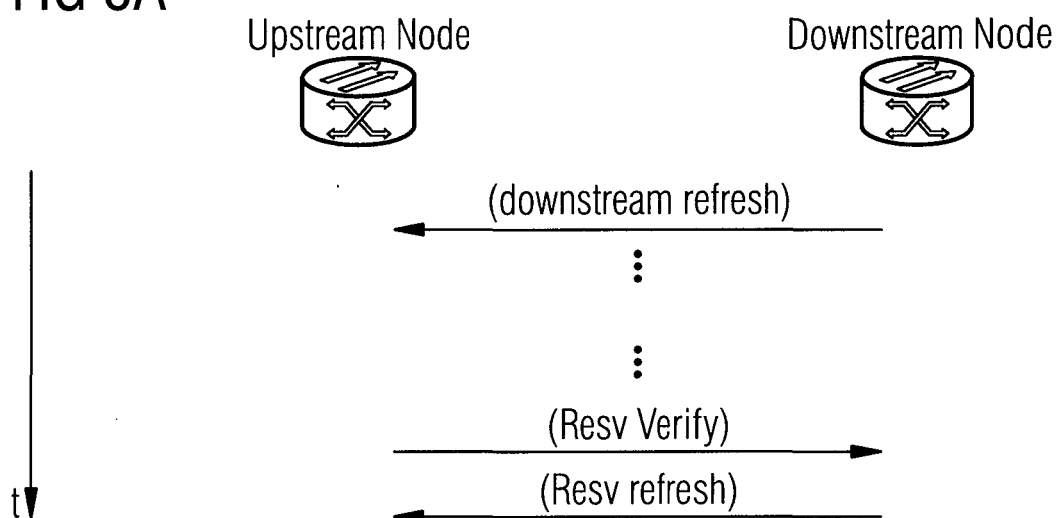 Upstream Node
Downstream Node
(downstream refresh)
(Resv Verify)
(Resv refresh)
t